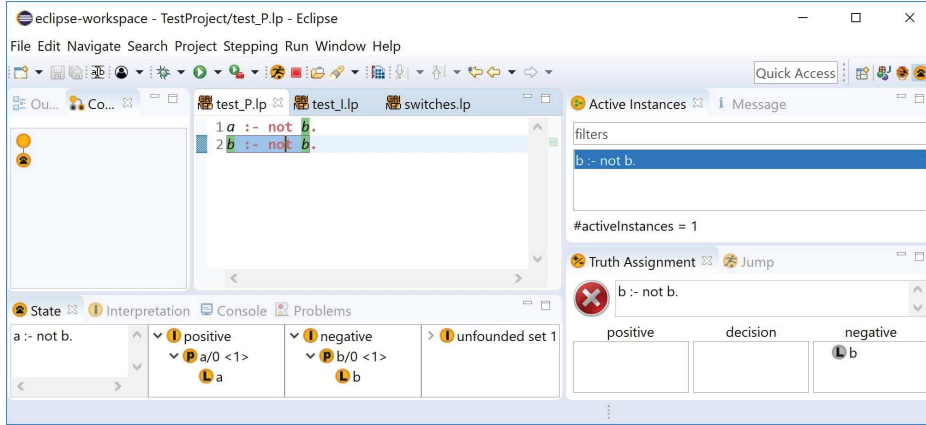 eclipse-workspace - TestProject/test_P.lp - Eclipse
File Edit Navigate Search Project Stepping Run Window Help
Quick Access
Ou... Co...
test_P.lp test_I.lp switches.lp
1 a :- not b.
2 b :- not b.
Active Instances Message
filters
b :- not b.
#activeInstances = 1
Truth Assignment Jump
b :- not b.
positive decision negative
L b
State Interpretation Console Problems
a :- not b.
I positive
P a/0 <1>
L a
I negative
P b/0 <1>
L b
I unfounded set 1